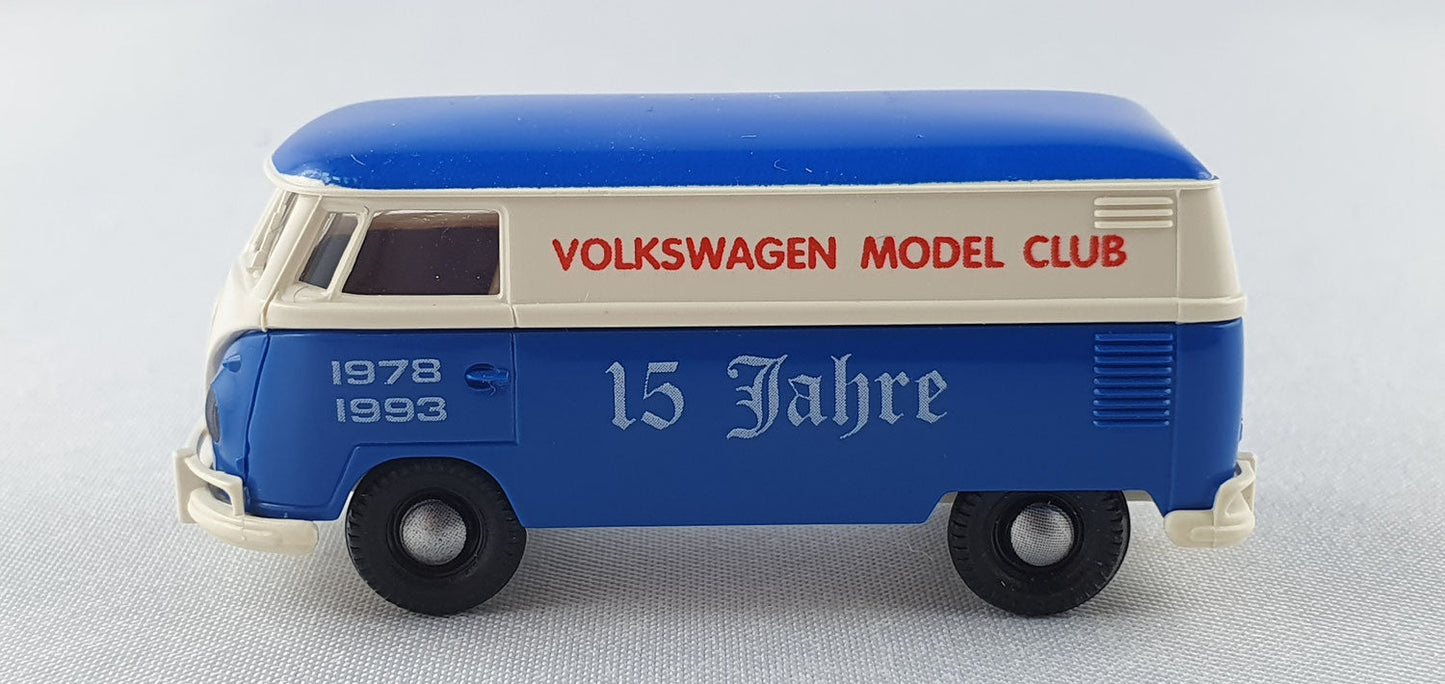 VOLKSWAGEN MODEL CLUB
1978
1993
15 Jahre